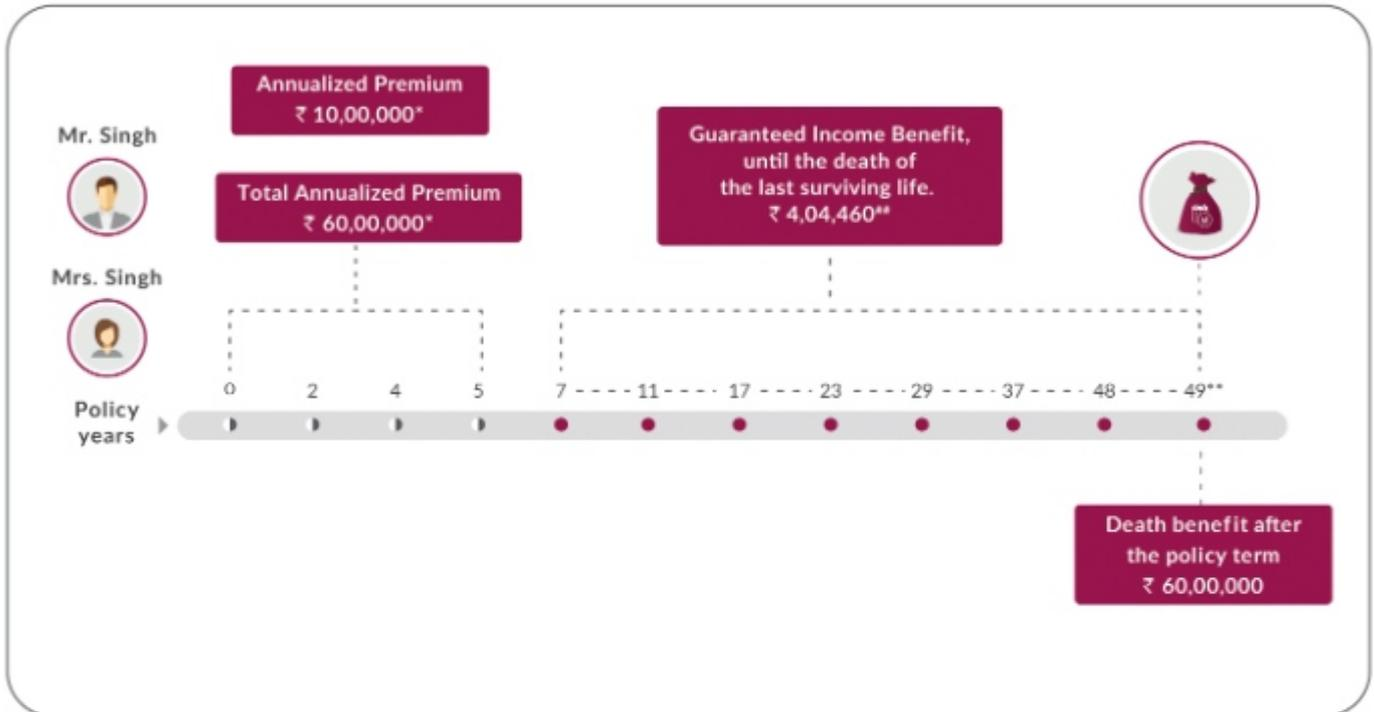 Annualized Premium
₹ 10,00,000*
Mr. Singh
Total Annualized Premium
₹ 60,00,000*
Guaranteed Income Benefit,
until the death of
the last surviving life.
₹ 4,04,460##
Mrs. Singh
0 2 4 5 7 11 17 23 29 37 48 49**
Policy
years
Death benefit after
the policy term
₹ 60,00,000